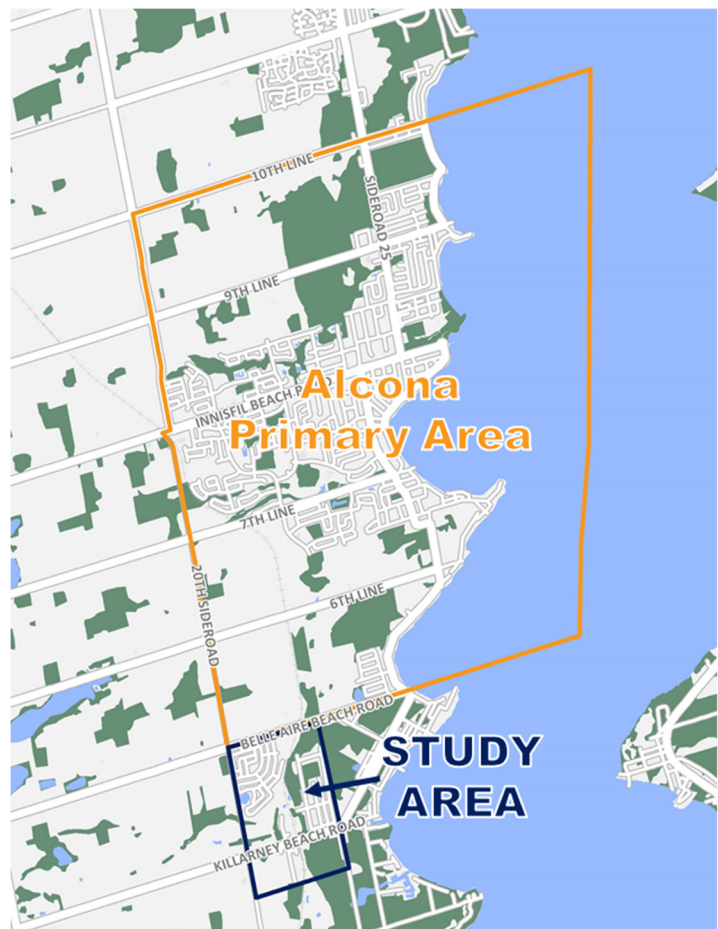 10TH LINE
SIDEROAD 25
9TH LINE
Alcona
INNISFIL BEACH
Primary Area
7TH LINE
20TH SIDEROAD
6TH LINE
BELLE AIRE BEACH ROAD
STUDY
AREA
KILLARNEY BEACH ROAD